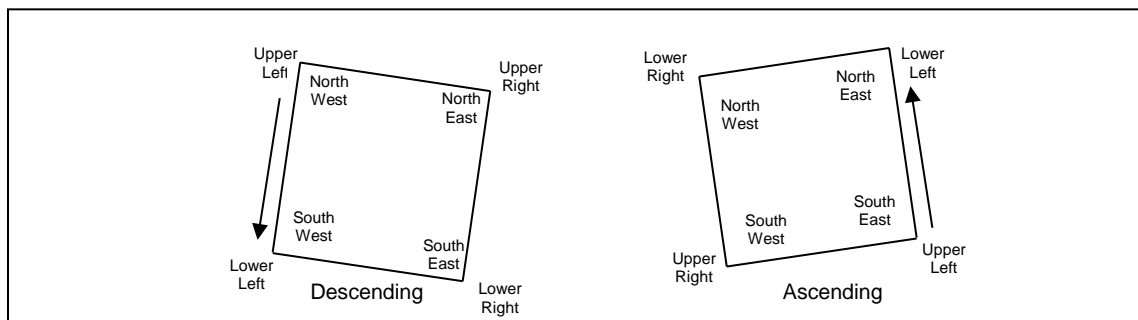 Upper
Left
North
West
Upper
Right
North
East
South
West
South
East
Lower
Left
Lower
Right
Descending
Lower
Right
Lower
Left
North
East
North
West
South
East
South
West
Upper
Right
Upper
Left
Ascending